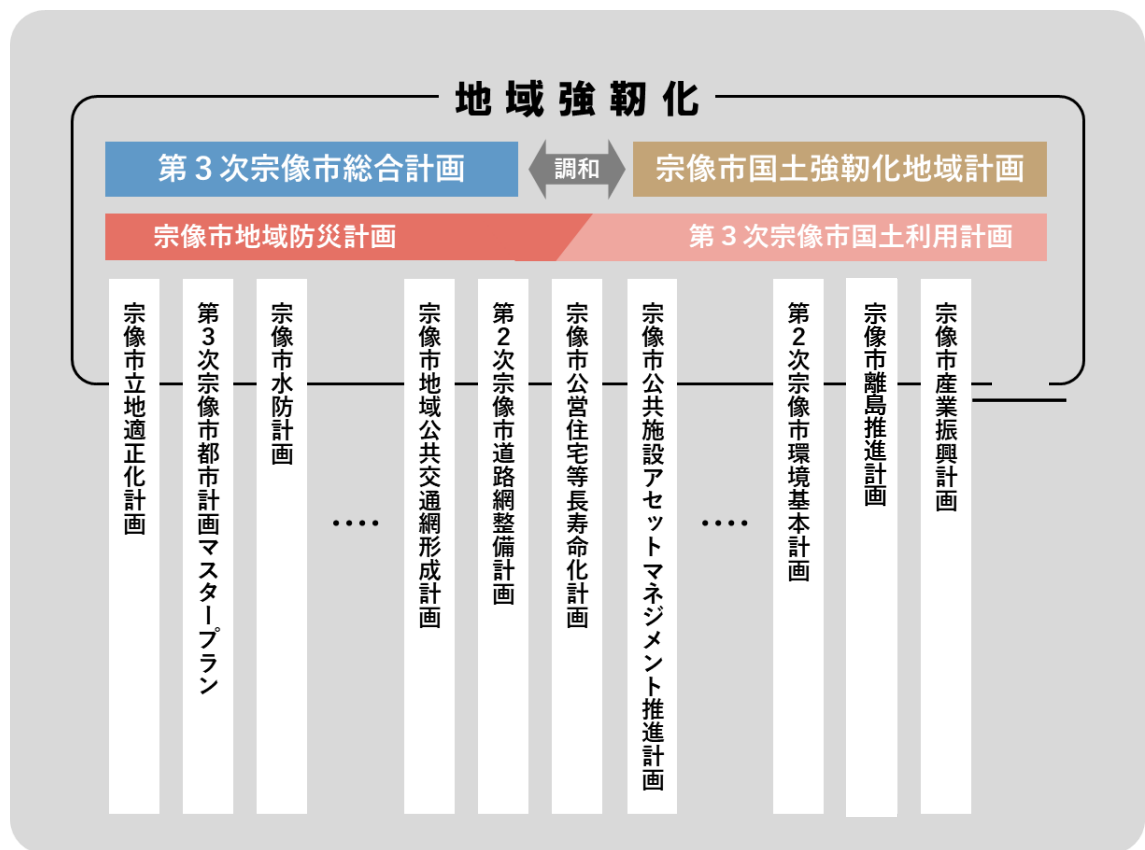 地域強靭化
第３次宗像市総合計画
調和
宗像市国土強靭化地域計画
宗像市地域防災計画
第３次宗像市国土利用計画
宗像市立地適正化計画
第３次宗像市都市計画マスタープラン
宗像市水防計画
････
宗像市地域公共交通網形成計画
第２次宗像市道路網整備計画
宗像市公営住宅等長寿命化計画
宗像市公共施設アセットマネジメント推進計画
････
第２次宗像市環境基本計画
宗像市離島推進計画
宗像市産業振興計画